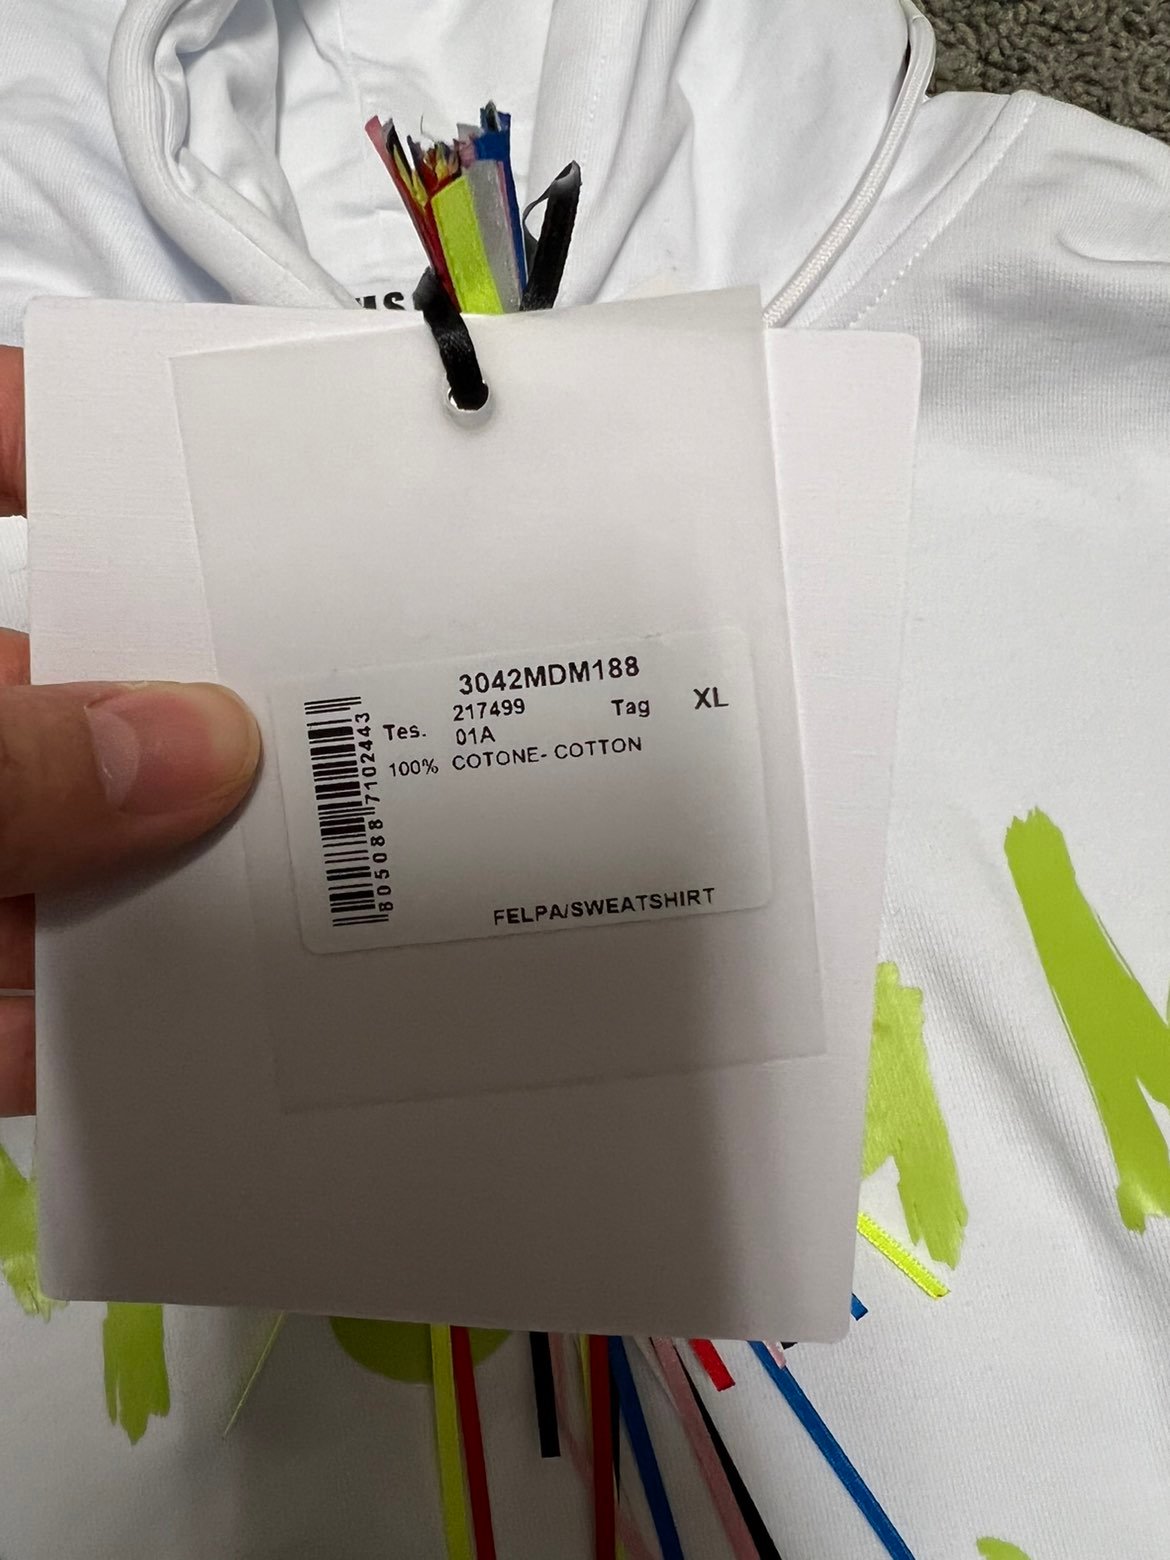 3042MDM188
217499 Tag XL
Tes. 01A
100% COTONE- COTTON
8050887102443
FELPA/SWEATSHIRT